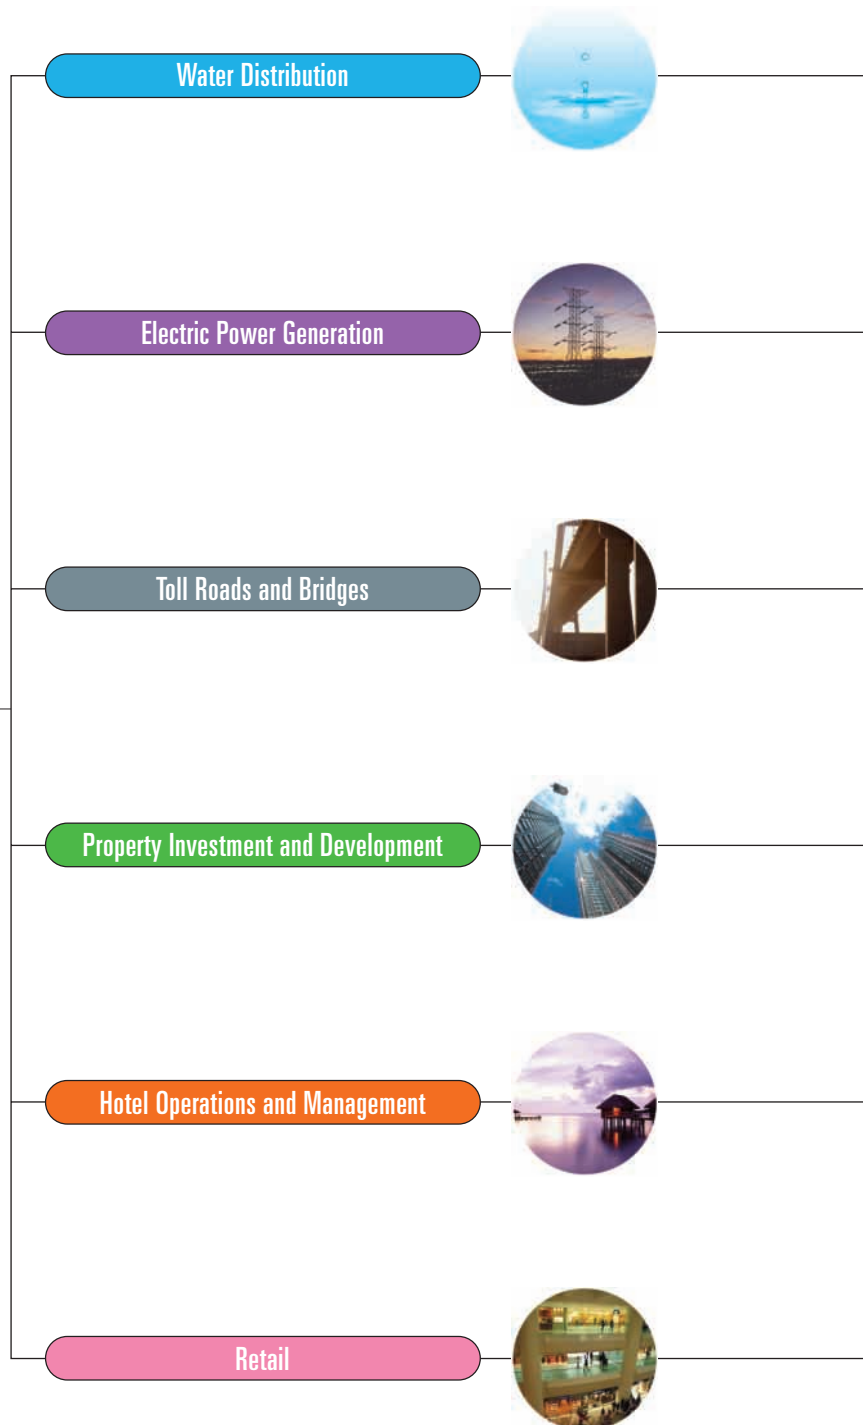 Water Distribution
Electric Power Generation
Toll Roads and Bridges
Property Investment and Development
Hotel Operations and Management
Retail